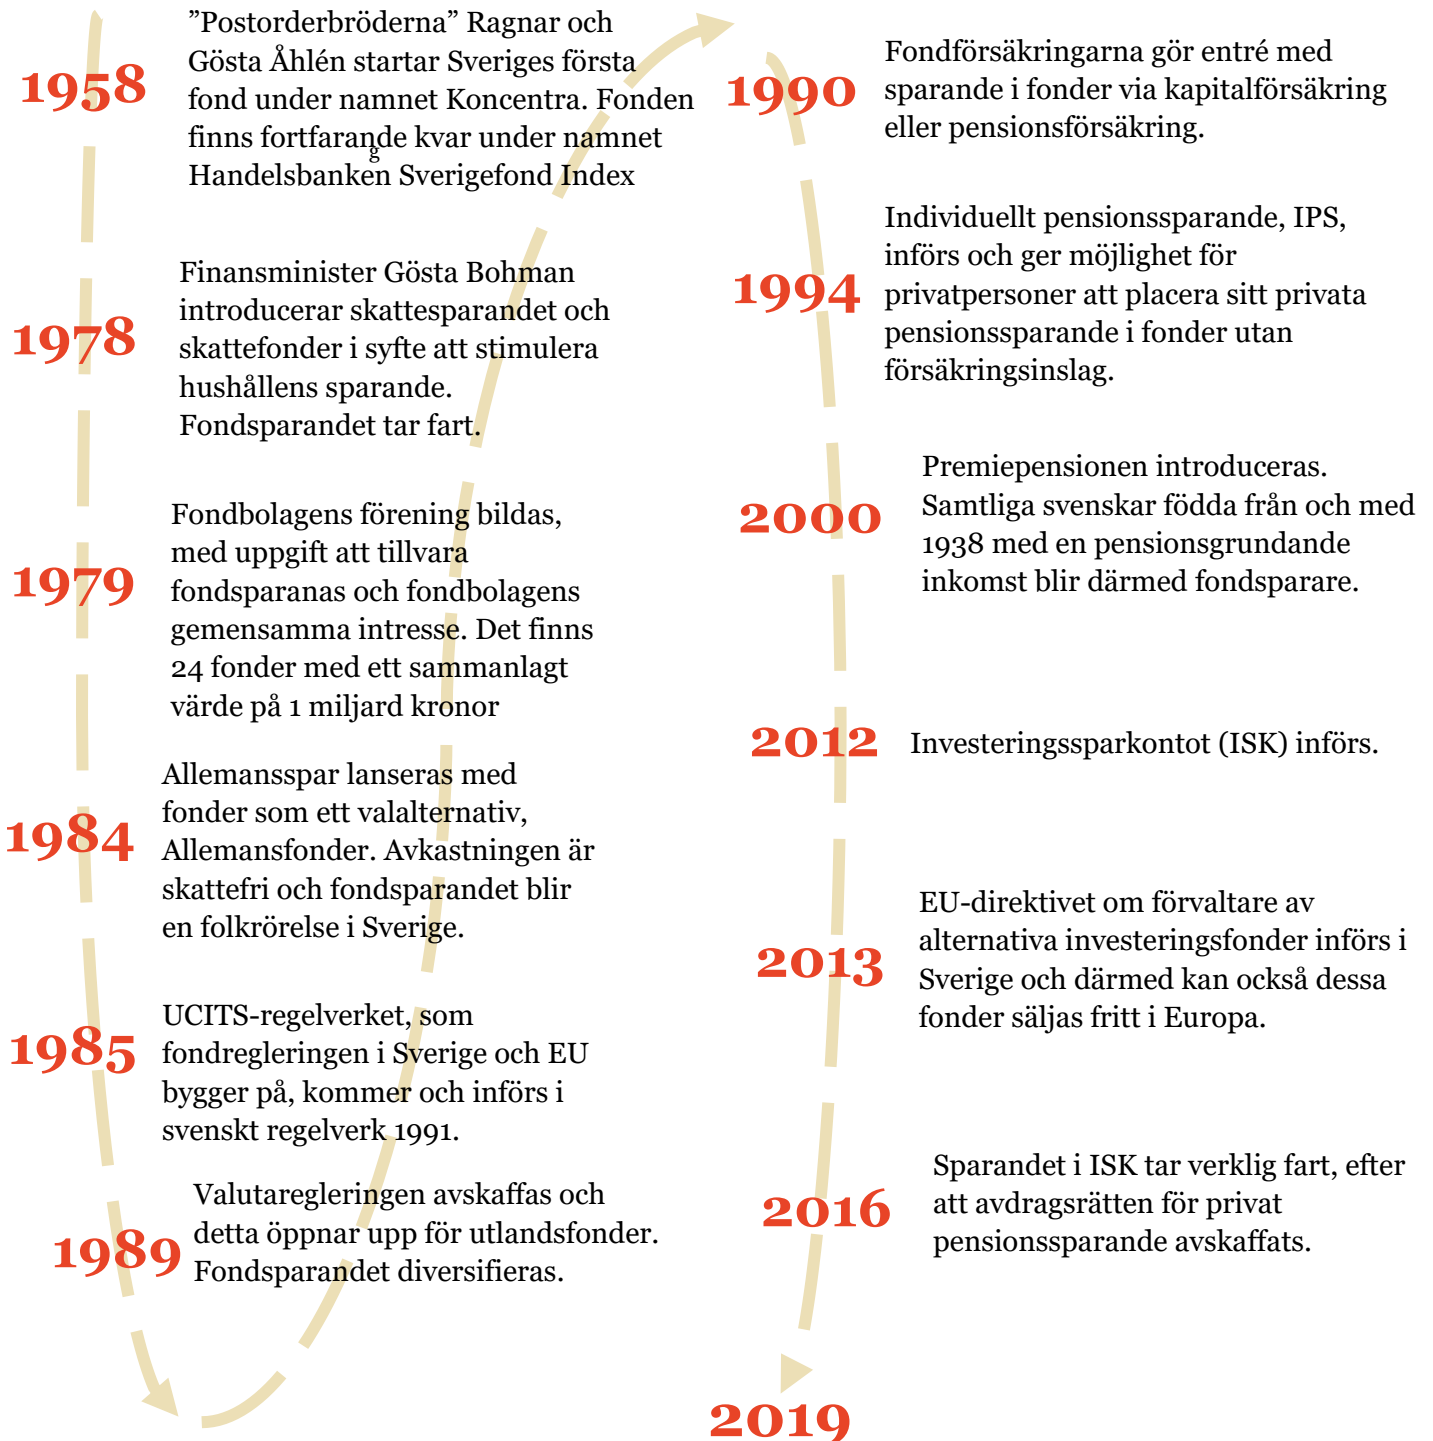 1958
”Postorderbröderna” Ragnar och
Gösta Åhlén startar Sveriges första
fond under namnet Koncentra. Fonden
finns fortfarande kvar under namnet
g
Handelsbanken Sverigefond Index
1978
Finansminister Gösta Bohman
introducerar skattesparandet och
skattefonder i syfte att stimulera
hushållens sparande.
Fondsparandet tar fart.
1979
Fondbolagens förening bildas,
med uppgift att tillvara
fondsparanas och fondbolagens
gemensamma intresse. Det finns
24 fonder med ett sammanlagt
värde på 1 miljard kronor
1984
Allemansspar lanseras med
fonder som ett valalternativ,
Allemansfonder. Avkastningen är
skattefri och fondsparandet blir
en folkrörelse i Sverige.
1985
UCITS-regelverket, som
fondregleringen i Sverige och EU
bygger på, kommer och införs i
svenskt regelverk 1991.
1989
Valutaregleringen avskaffas och
detta öppnar upp för utlandsfonder.
Fondsparandet diversifieras.
1990
Fondförsäkringarna gör entré med
sparande i fonder via kapitalförsäkring
eller pensionsförsäkring.
1994
Individuellt pensionssparande, IPS,
införs och ger möjlighet för
privatpersoner att placera sitt privata
pensionssparande i fonder utan
försäkringsinslag.
2000
Premiepensionen introduceras.
Samtliga svenskar födda från och med
1938 med en pensionsgrundande
inkomst blir därmed fondsparare.
2012
Investeringssparkontot (ISK) införs.
2013
EU-direktivet om förvaltare av
alternativa investeringsfonder införs i
Sverige och därmed kan också dessa
fonder säljas fritt i Europa.
2016
Sparandet i ISK tar verklig fart, efter
att avdragsrätten för privat
pensionssparande avskaffats.
2019